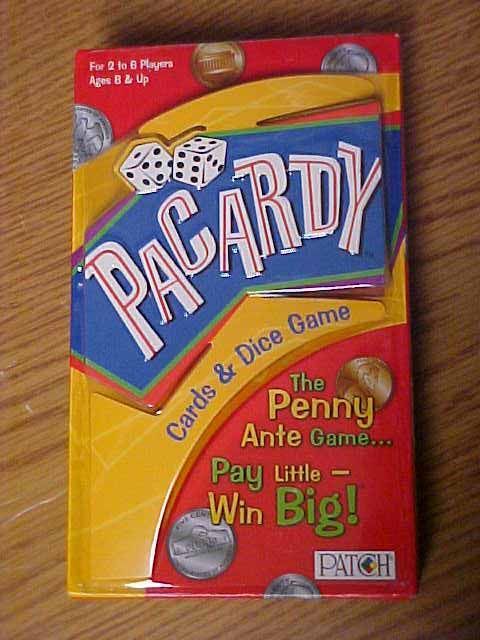 For 2 to 6 Players
Ages 8 & Up
PACARDY
Cards & Dice Game
The
Penny
Ante Game...
Pay Little –
Win Big!
PATCH